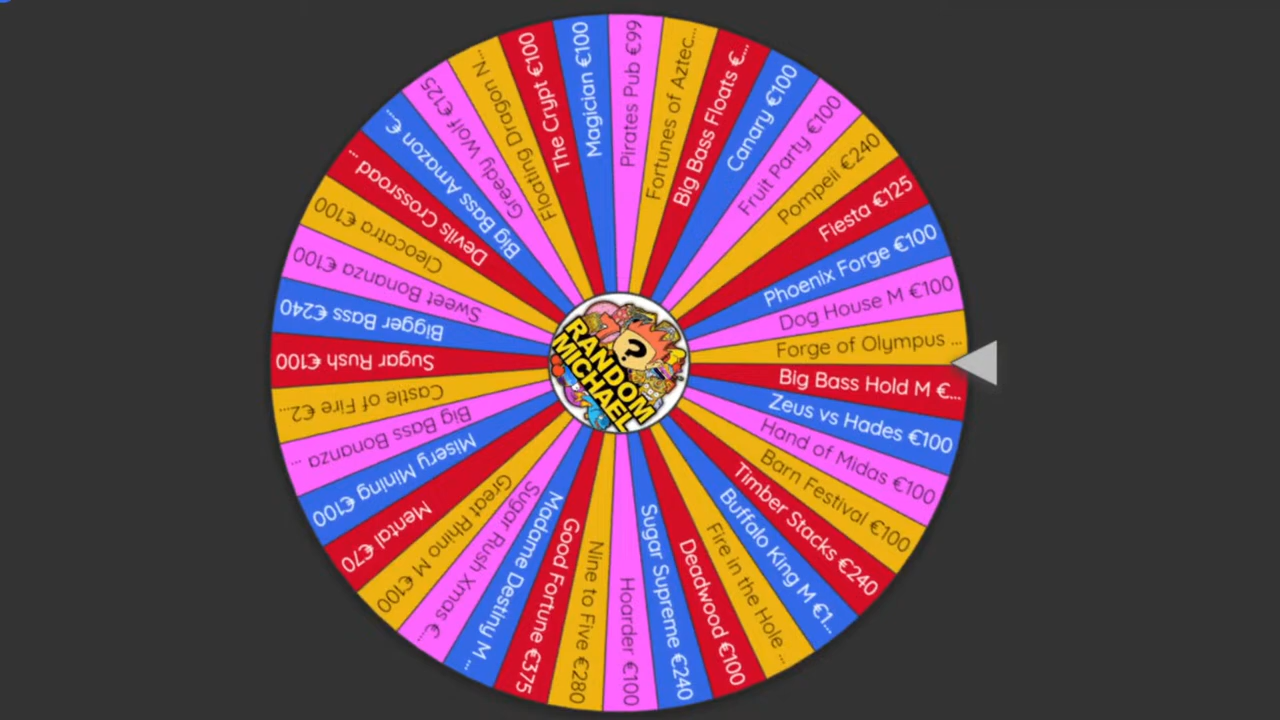 Pirates Pub €99
Fortunes of Aztec...
Big Bass Floats €...
Canary €100
Fruit Party €100
Pompeii €240
Fiesta €125
Phoenix Forge €100
Dog House M €100
Forge of Olympus ...
Big Bass Hold M €...
Zeus vs Hades €100
Hand of Midas €100
Barn Festival €100
Timber Stacks €240
Buffalo King M €1...
Fire in the Hole ...
Deadwood €100
Sugar Supreme €240
Hoarder €100
Nine to Five €280
Good Fortune €375
Madame Destiny M ...
Sugar Rush Xmas €...
Great Rhino M €100
Mental €70
Misery Mining €100
Big Bass Bonanza ...
Castle of Fire €2...
Sugar Rush €100
Bigger Bass €240
Sweet Bonanza €100
Cleocatra €100
Devils Crossroad ...
Big Bass Amazon €...
Greedy Wolf €125
Floating Dragon N...
The Crypt €100
Magician €100
?
RANDOM
MICHAEL